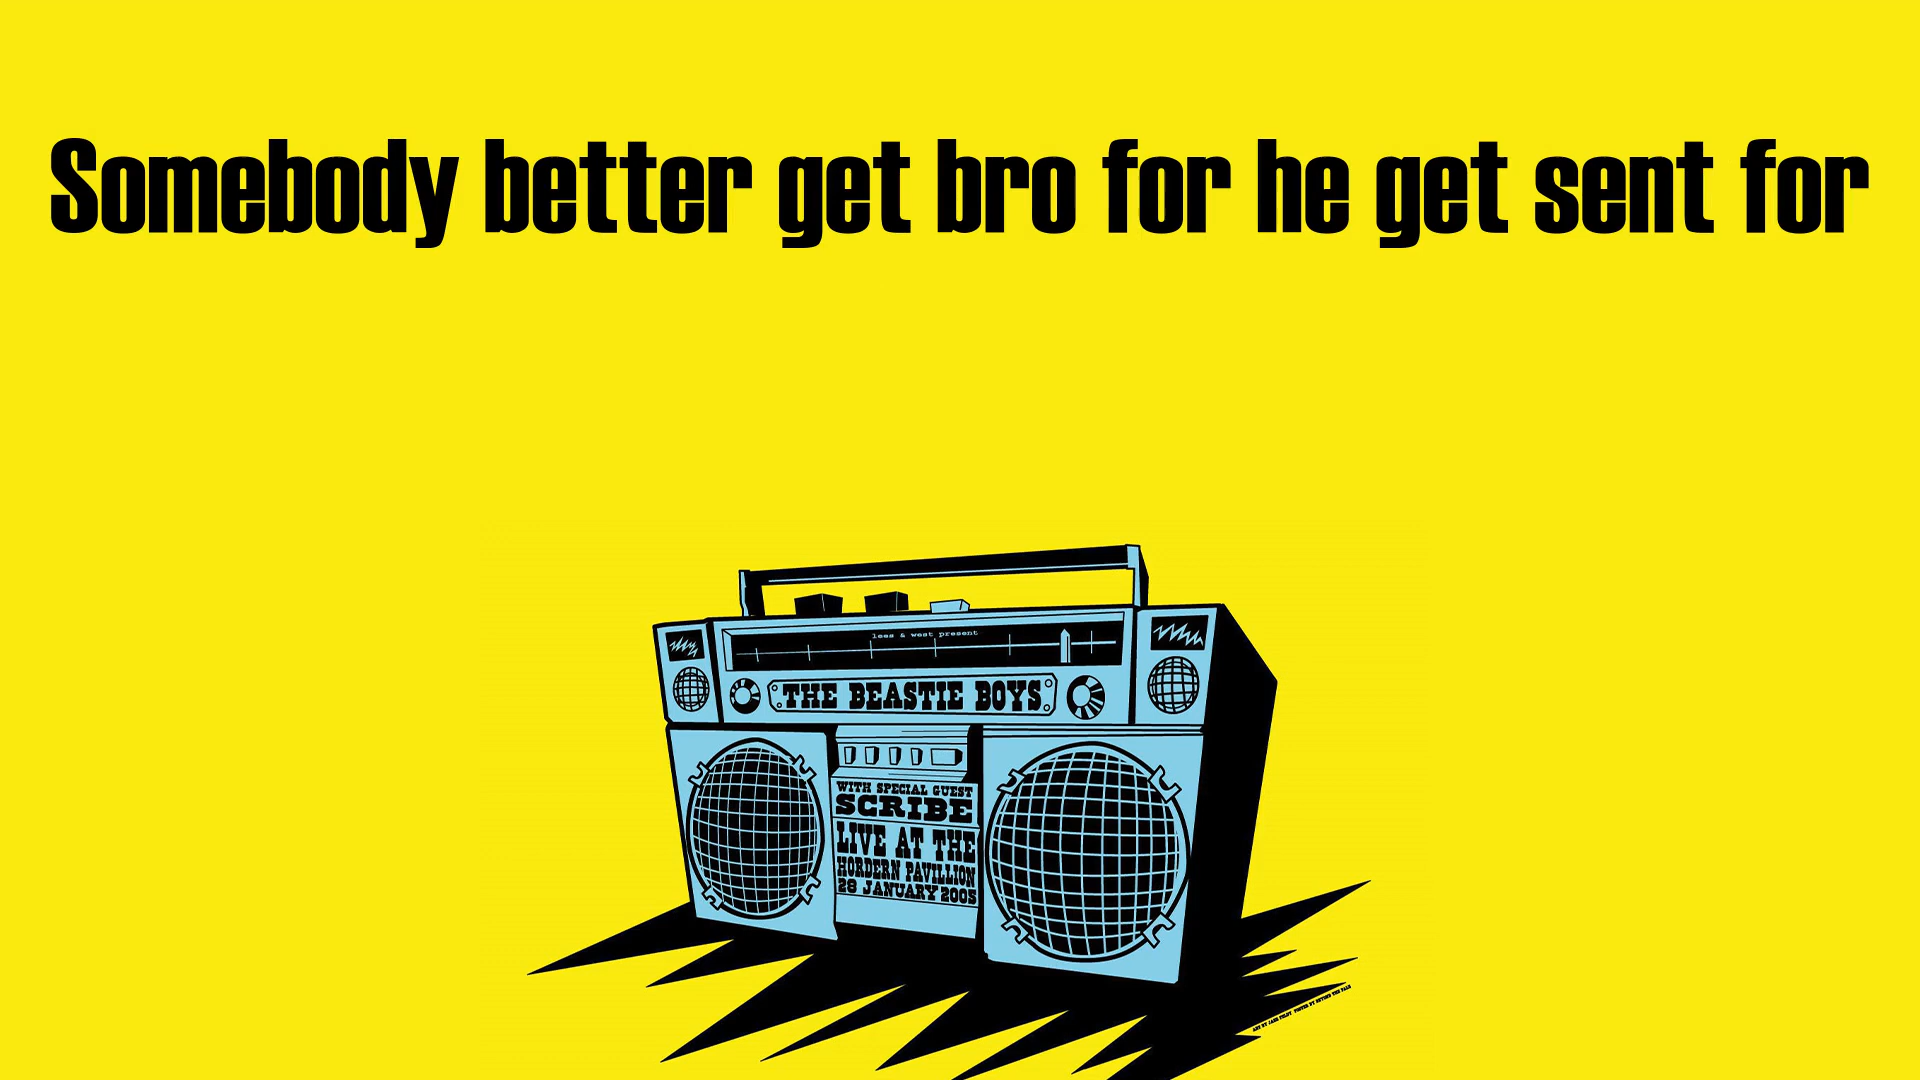 Somebody better get bro for he get sent for
lees & west present
THE BEASTIE BOYS
WITH SPECIAL GUEST
SCRIBE
LIVE AT THE
HORDERN PAVILLION
28 JANUARY 2005